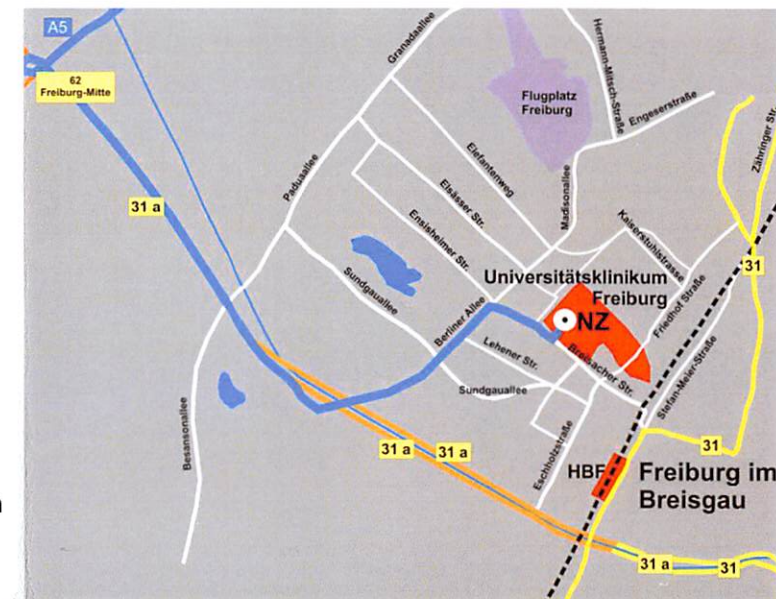 A5
62
Freiburg-Mitte
Granadaallee
Hermann-Mitsch-Straße
Flugplatz
Freiburg
Engeserstraße
Zähringer Str.
Paduaallee
Elefantenweg
Madisonallee
31 a
Elsässer Str.
Ensisheimer Str.
Kaiserstuhlstrasse
31
Sundgauallee
Universitätsklinikum
Freiburg
NZ
Friedhof Straße
Berliner Allee
Lehener Str.
Breisacher Str.
Stefan-Meier-Straße
Sundgauallee
Besansonallee
31 a
31 a
Eschholzstraße
31
HBF
Freiburg im
Breisgau
31 a
31
n